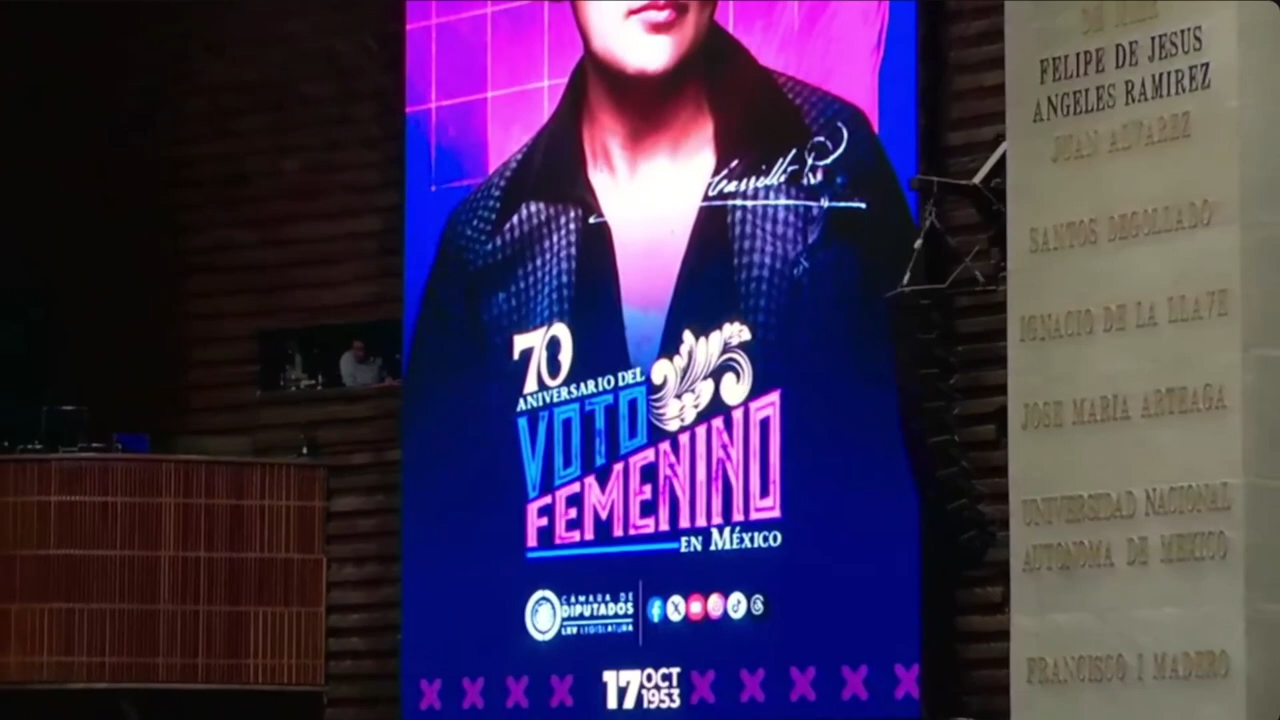 Carrillo P
70
ANIVERSARIO DEL
VOTO
FEMENINO
EN MÉXICO
CÁMARA DE
DIPUTADOS
LXV LEGISLATURA
17 OCT
1953
FELIPE DE JESUS
ANGELES RAMIREZ
JUAN ALVAREZ
SANTOS DEGOLLADO
IGNACIO DE LA LLAVE
JOSE MARIA ARTEAGA
UNIVERSIDAD NACIONAL
AUTONOMA DE MEXICO
FRANCISCO I MADERO